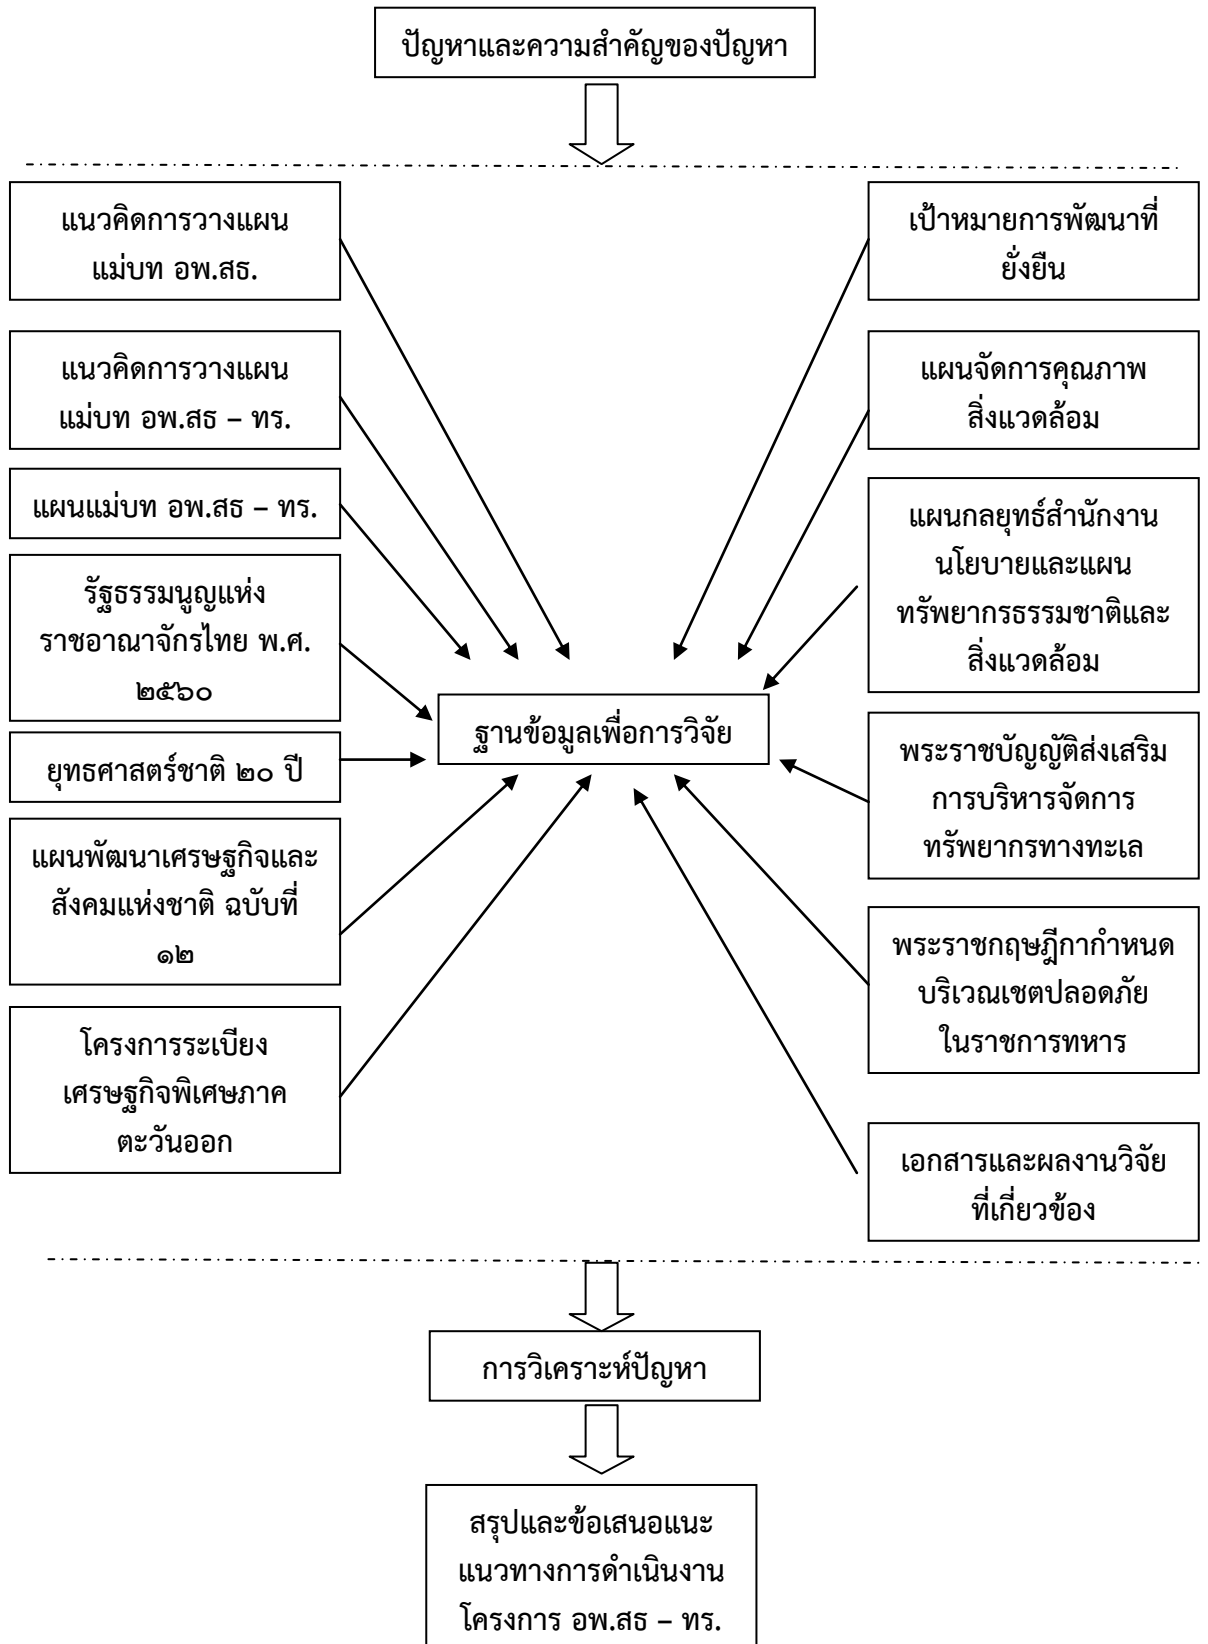 ปัญหาและความสำคัญของปัญหา
แนวคิดการวางแผน
แม่บท อพ.สธ.
แนวคิดการวางแผน
แม่บท อพ.สธ – ทร.
แผนแม่บท อพ.สธ – ทร.
รัฐธรรมนูญแห่ง
ราชอาณาจักรไทย พ.ศ.
๒๕๖๐
ยุทธศาสตร์ชาติ ๒๐ ปี
แผนพัฒนาเศรษฐกิจและ
สังคมแห่งชาติ ฉบับที่
๑๒
โครงการระเบียง
เศรษฐกิจพิเศษภาค
ตะวันออก
ฐานข้อมูลเพื่อการวิจัย
เป้าหมายการพัฒนาที่
ยั่งยืน
แผนจัดการคุณภาพ
สิ่งแวดล้อม
แผนกลยุทธ์สำนักงาน
นโยบายและแผน
ทรัพยากรธรรมชาติและ
สิ่งแวดล้อม
พระราชบัญญัติส่งเสริม
การบริหารจัดการ
ทรัพยากรทางทะเล
พระราชกฤษฎีกากำหนด
บริเวณเชตปลอดภัย
ในราชการทหาร
เอกสารและผลงานวิจัย
ที่เกี่ยวข้อง
การวิเคราะห์ปัญหา
สรุปและข้อเสนอแนะ
แนวทางการดำเนินงาน
โครงการ อพ.สธ – ทร.